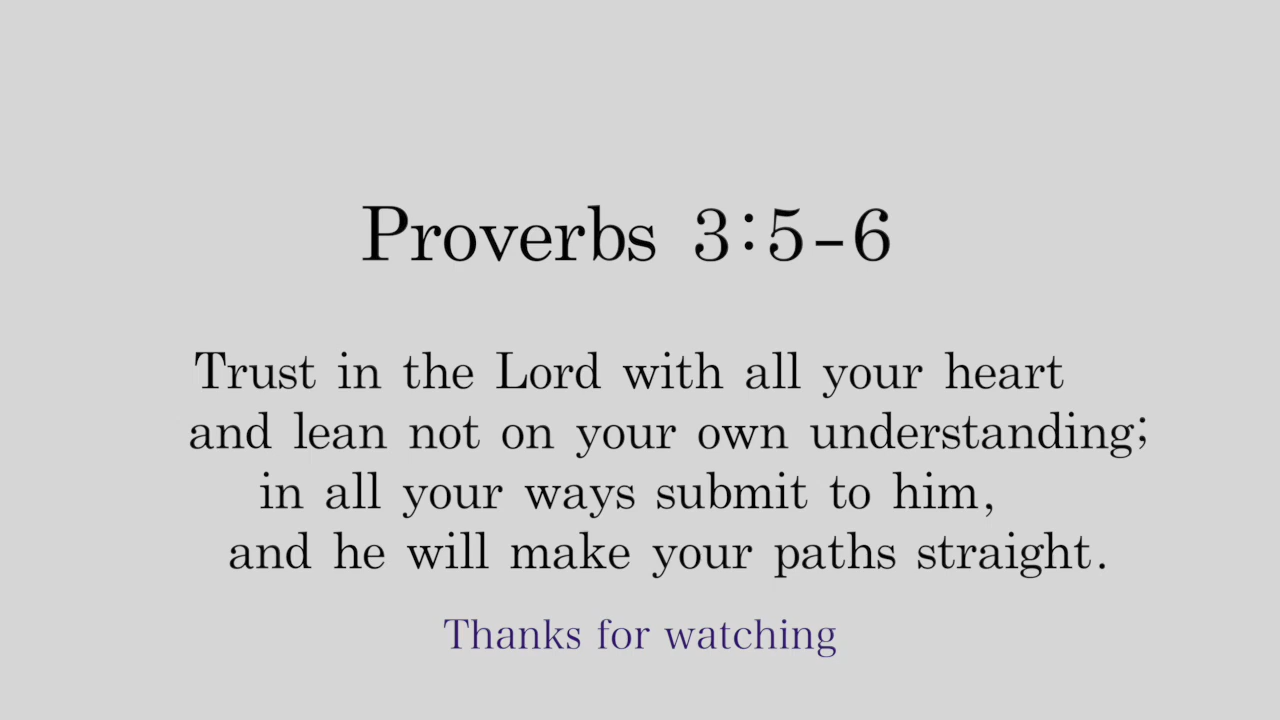 Proverbs 3:5-6
Trust in the Lord with all your heart
and lean not on your own understanding;
in all your ways submit to him,
and he will make your paths straight.
Thanks for watching